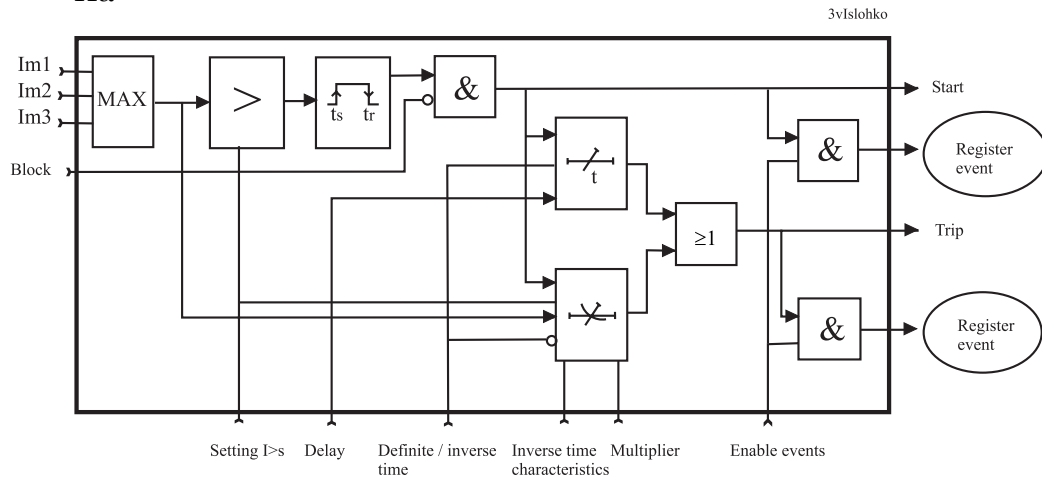 3vIslohko
Im1
Im2
Im3
MAX
>
ts
tr
&
Start
Block
t
&
Register
event
≥1
Trip
&
Register
event
Setting I>s
Delay
Definite / inverse
time
Inverse time
characteristics
Multiplier
Enable events